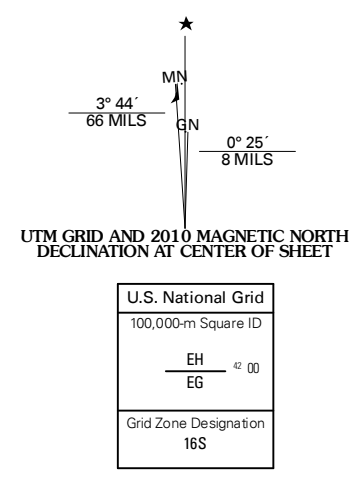 ★
MN
3° 44´
66 MILS
GN
0° 25´
8 MILS
UTM GRID AND 2010 MAGNETIC NORTH
DECLINATION AT CENTER OF SHEET
U.S. National Grid
100,000-m Square ID
EH
42 00
EG
Grid Zone Designation
16S